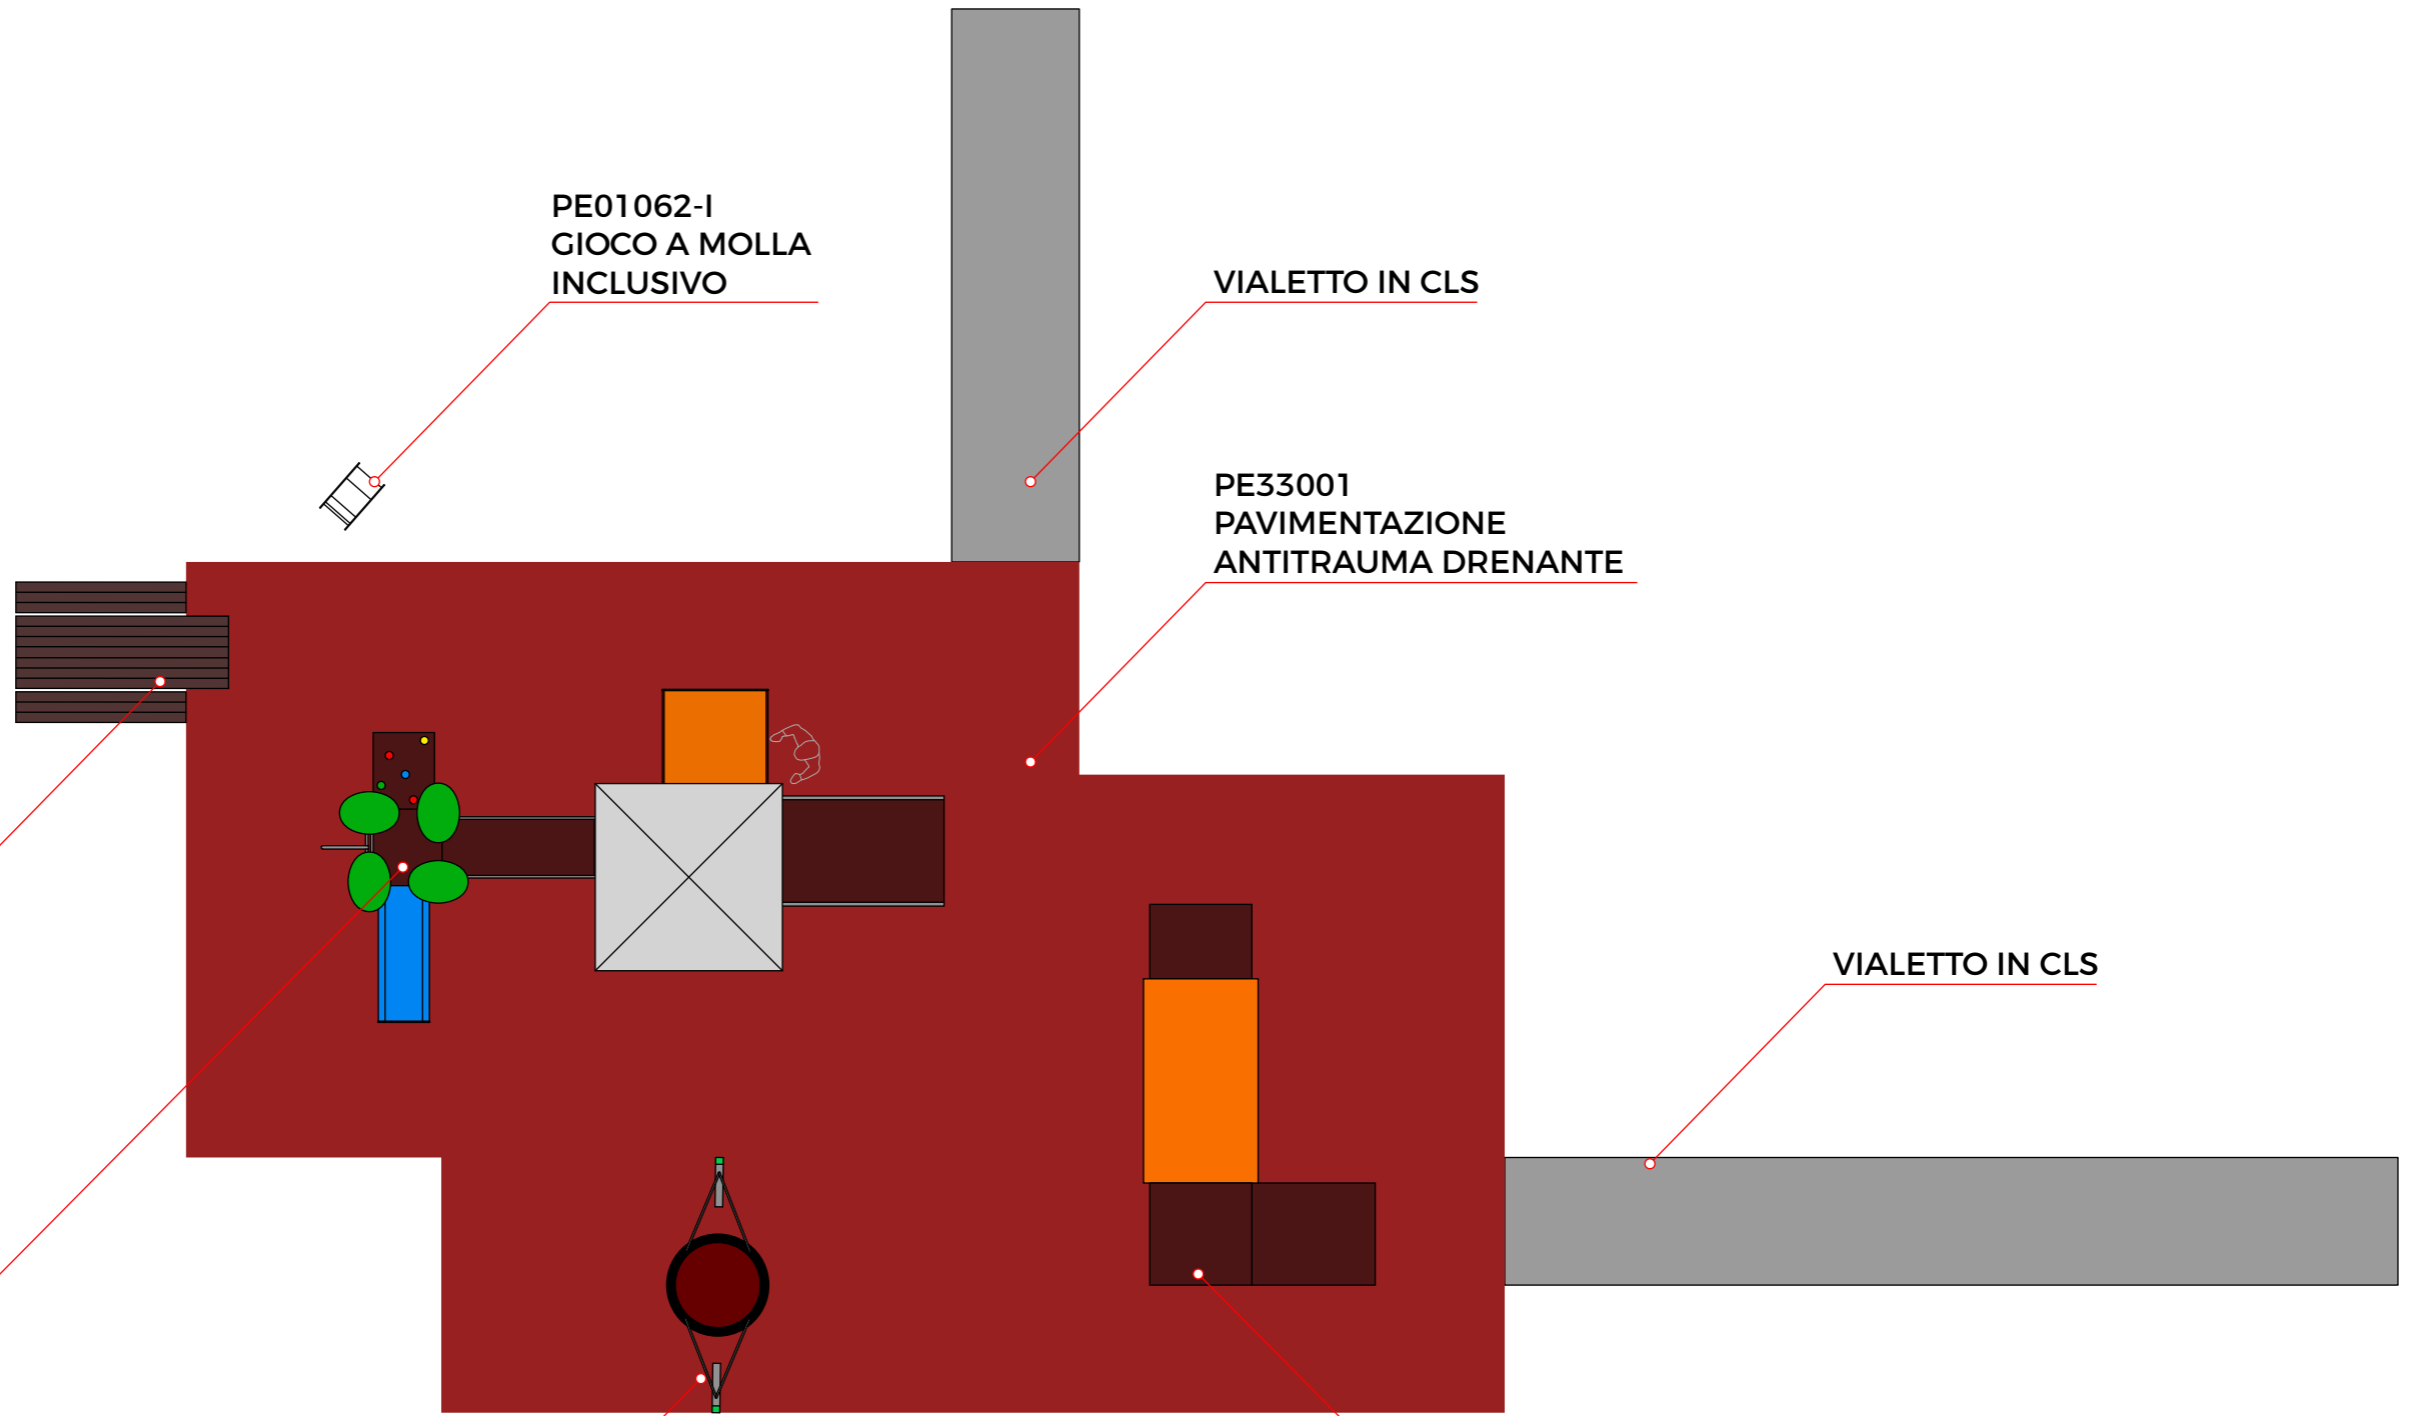 PE01062-I
GIOCO A MOLLA
INCLUSIVO
VIALETTO IN CLS
PE33001
PAVIMENTAZIONE
ANTITRAUMA DRENANTE
VIALETTO IN CLS